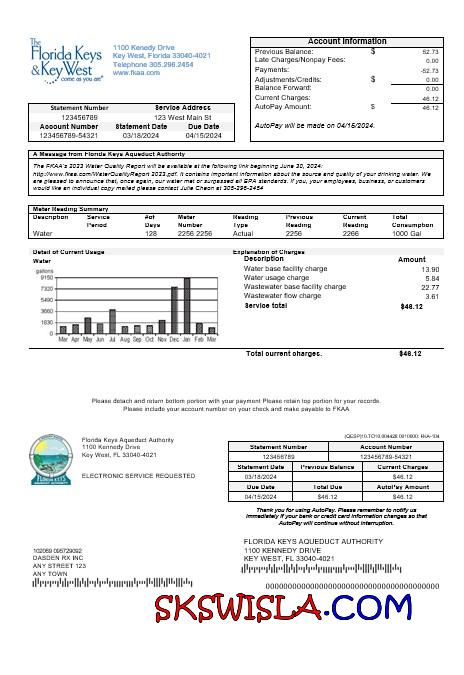 The
Florida Keys
& Key West
come as you are®
1100 Kenedy Drive
Key West, Florida 33040-4021
Telephone 305.296.2454
www.fkaa.com
Account Information
Previous Balance: $ 52.73
Late Charges/Nonpay Fees: 0.00
Payments: -52.73
Adjustments/Credits: $ 0.00
Balance Forward: 0.00
Current Charges: 46.12
AutoPay Amount: $ 46.12
AutoPay will be made on 04/15/2024.
Statement Number Service Address
123456789 123 West Main St
Account Number Statement Date Due Date
123456789-54321 03/18/2024 04/15/2024
A Message from Florida Keys Aqueduct Authority
The FKAA's 2023 Water Quality Report will be available at the following link beginning June 30, 2024:
http://www.fkaa.com/WaterQualityReport 2023.pdf. It contains important information about the source and quality of your drinking water. We
are pleased to announce that, once again, our water met or surpassed all EPA standards. If you, your employees, business, or customers
would like an individual copy mailed please contact Julie Cheon at 305-296-2454
Meter Reading Summary
Description Service Period #of Days Meter Number Reading Type Previous Reading Current Reading Total Consumption
Water 128 2256 2256 Actual 2256 2266 1000 Gal
Detail of Current Usage
Water
gallons
9150
7320
5490
3660
1830
0
Mar Apr May Jun Jul Aug Sep Oct Nov Dec Jan Feb Mar
Explanation of Charges
Description Amount
Water base facility charge 13.90
Water usage charge 5.84
Wastewater base facility charge 22.77
Wastewater flow charge 3.61
Service total $46.12
Total current charges. $46.12
Please detach and return bottom portion with your payment Please retain top portion for your records.
Please include your account number on your check and make payable to FKAA
Florida Keys Aqueduct Authority
1100 Kennedy Drive
Key West, FL 33040-4021
ELECTRONIC SERVICE REQUESTED
Statement Number Account Number
123456789 123456789-54321
Statement Date Previous Balance Current Charges
03/18/2024 $46.12
Due Date Total Due AutoPay Amount
04/15/2024 $46.12 $46.12
Thank you for using AutoPay. Please remember to notify us
immediately if your bank or credit card information changes so that
AutoPay will continue without interruption.
102069 005729092
DASDEN RX INC
ANY STREET 123
ANY TOWN
FLORIDA KEYS AQUEDUCT AUTHORITY
1100 KENNEDY DRIVE
KEY WEST, FL 33040-4021
SKSWISLA.COM